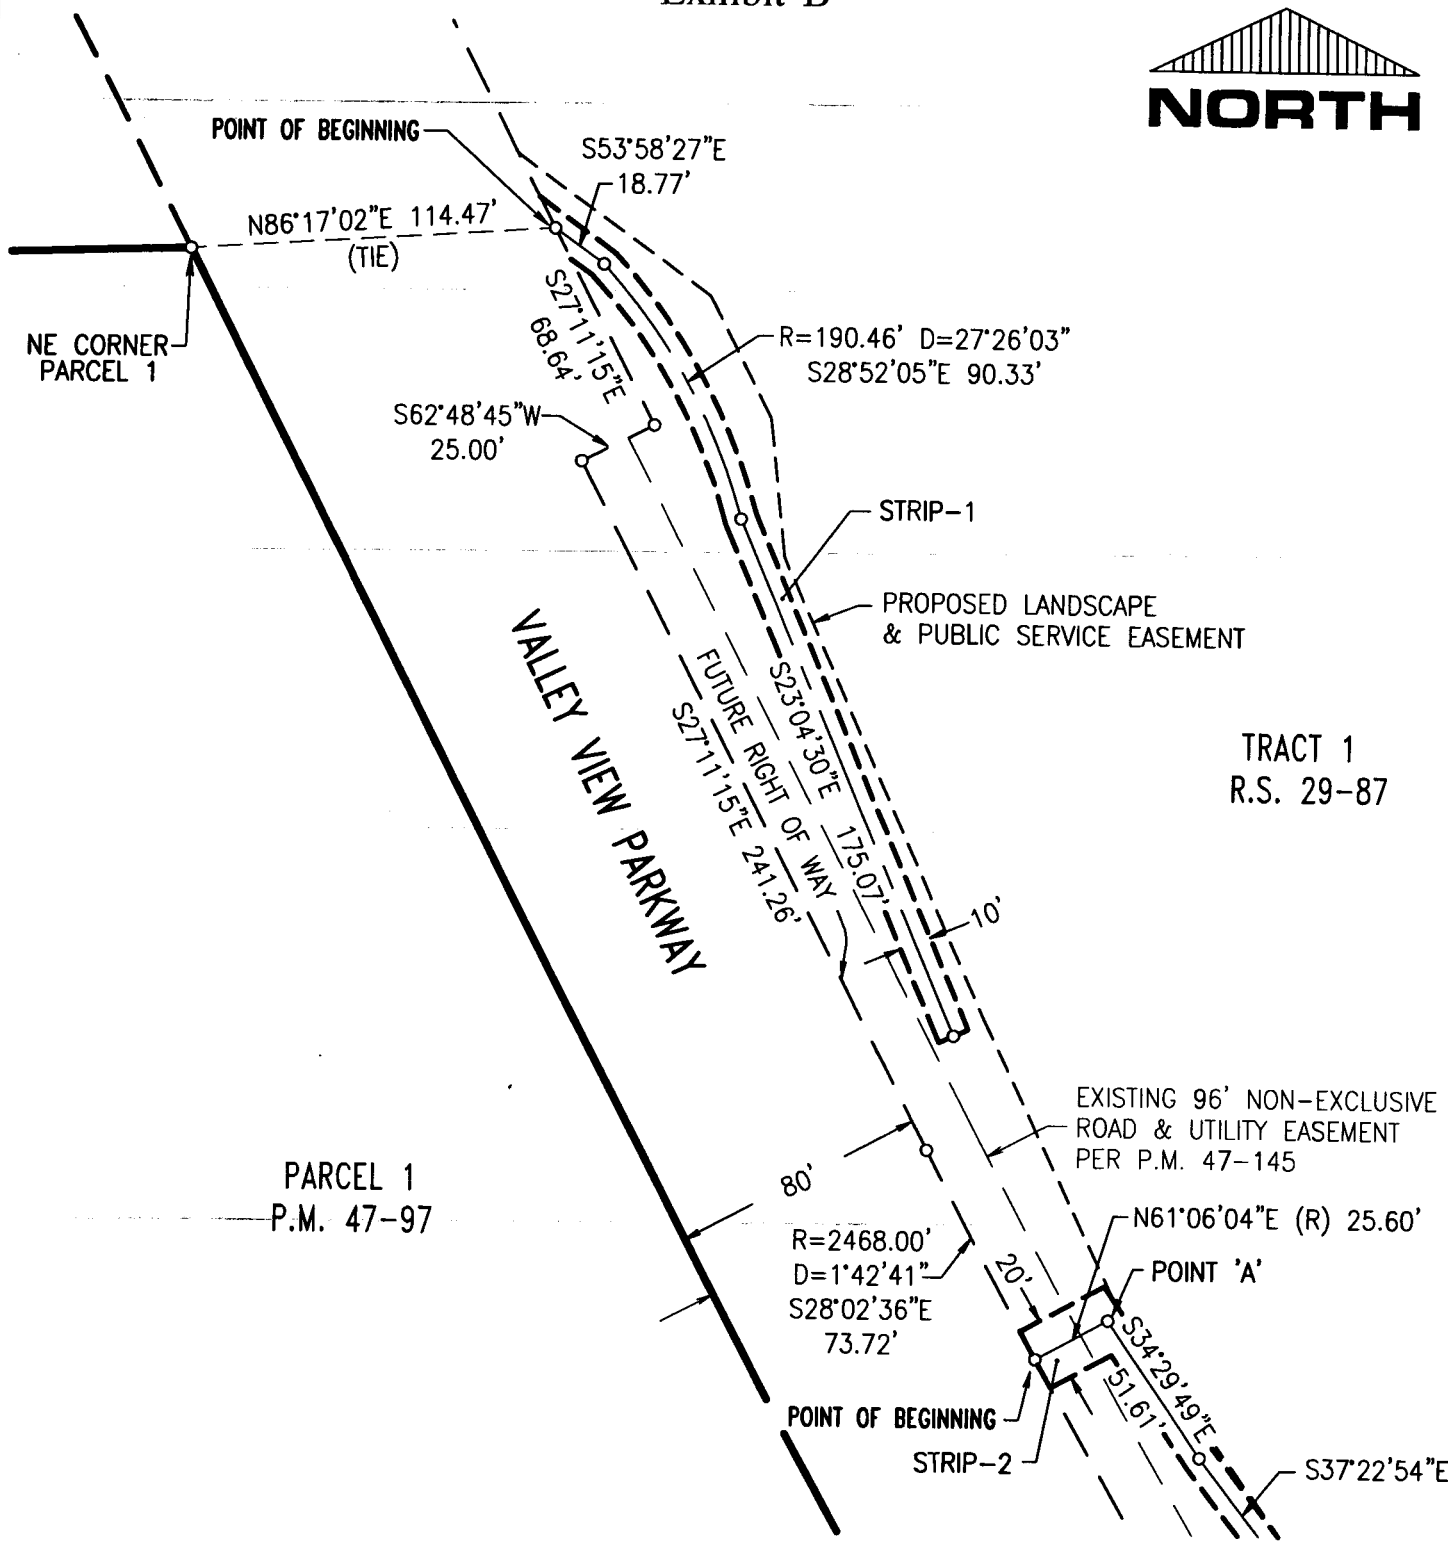 Exhibit B
NORTH
POINT OF BEGINNING
S53°58'27"E
18.77'
N86°17'02"E 114.47'
(TIE)
NE CORNER
PARCEL 1
S27°11'15"E
68.64'
R=190.46' D=27°26'03"
S28°52'05"E 90.33'
S62°48'45"W
25.00'
STRIP-1
PROPOSED LANDSCAPE
& PUBLIC SERVICE EASEMENT
VALLEY VIEW PARKWAY
FUTURE RIGHT OF WAY
S27°11'15"E 241.26'
S23°04'30"E 175.07'
TRACT 1
R.S. 29-87
10'
EXISTING 96' NON-EXCLUSIVE
ROAD & UTILITY EASEMENT
PER P.M. 47-145
PARCEL 1
P.M. 47-97
80'
N61°06'04"E (R) 25.60'
R=2468.00'
D=1°42'41"
S28°02'36"E
73.72'
20'
POINT 'A'
S34°29'49"E
51.61'
POINT OF BEGINNING
STRIP-2
S37°22'54"E